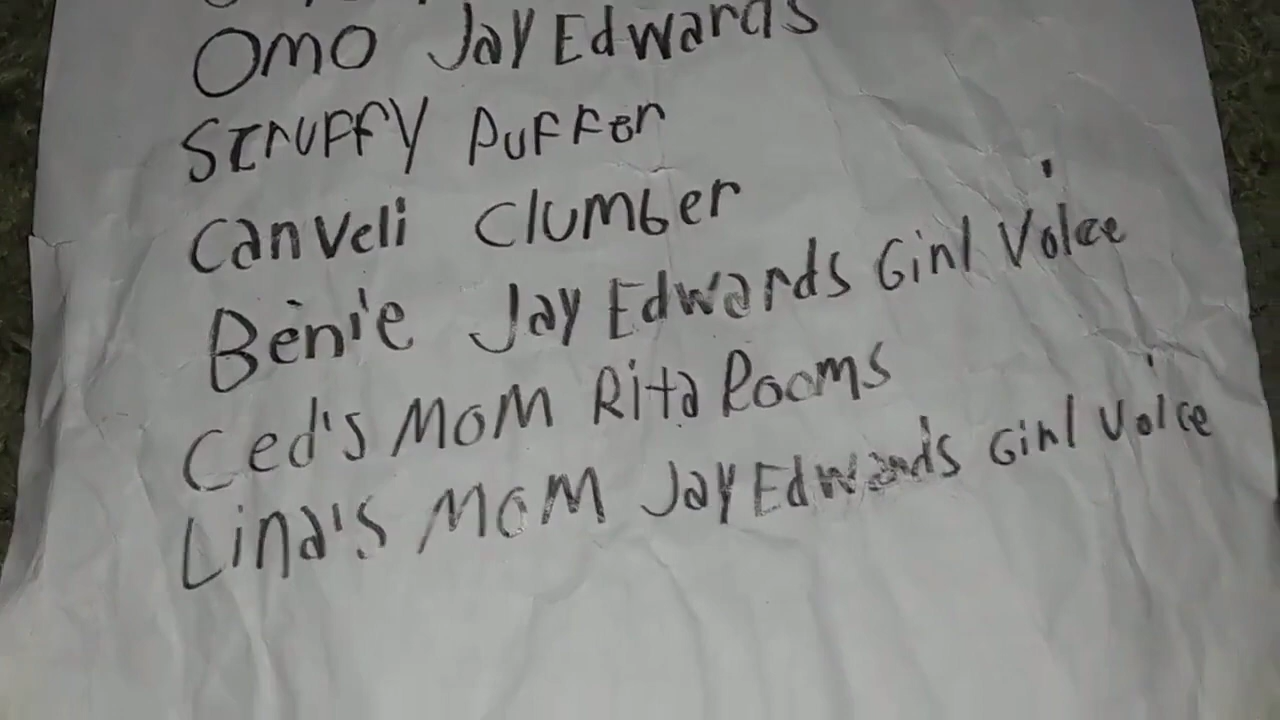 Omo Jay Edwards
Scruffy Puffer
Canveli Clumber
Benie Jay Edwards Girl Voice
Ced's Mom Rita Rooms
Lina's Mom Jay Edwards Girl Voice